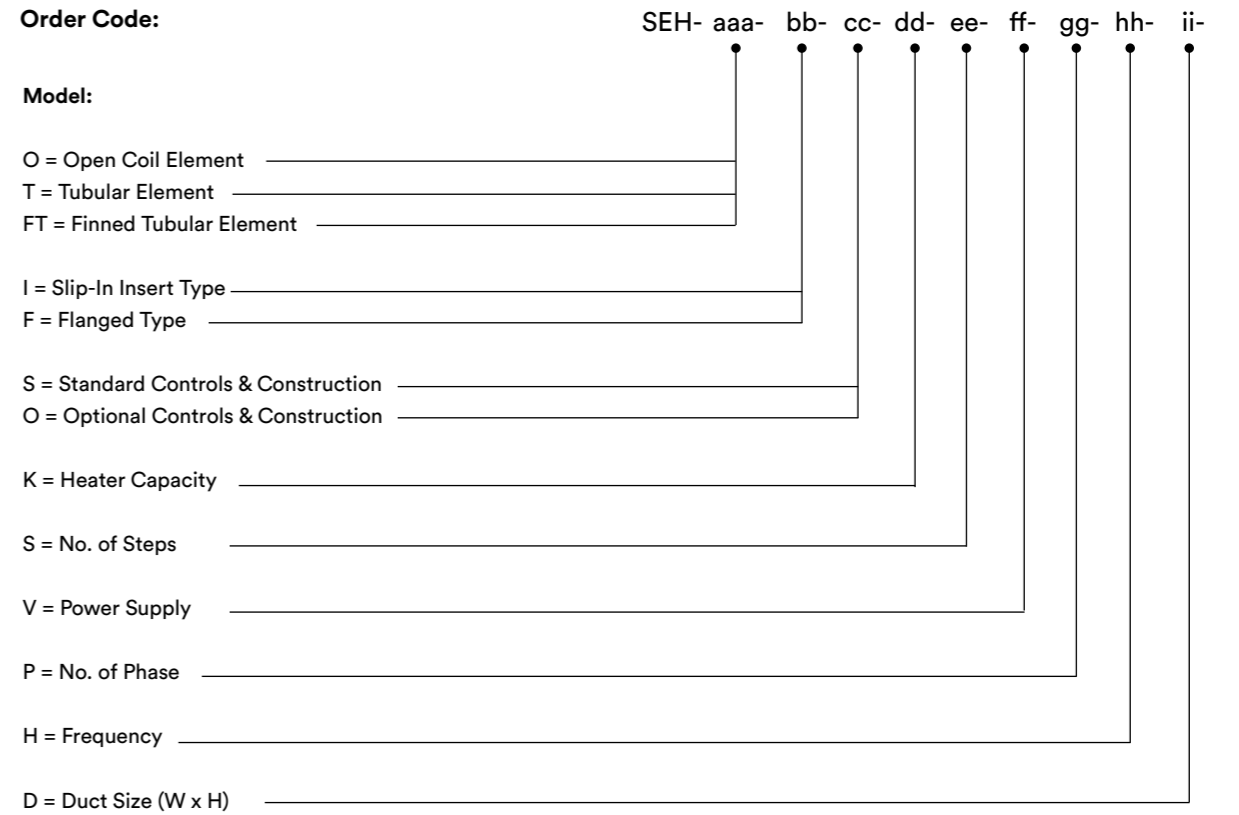 Order Code: SEH- aaa- bb- cc- dd- ee- ff- gg- hh- ii-
Model:
O = Open Coil Element
T = Tubular Element
FT = Finned Tubular Element
I = Slip-In Insert Type
F = Flanged Type
S = Standard Controls & Construction
O = Optional Controls & Construction
K = Heater Capacity
S = No. of Steps
V = Power Supply
P = No. of Phase
H = Frequency
D = Duct Size (W x H)